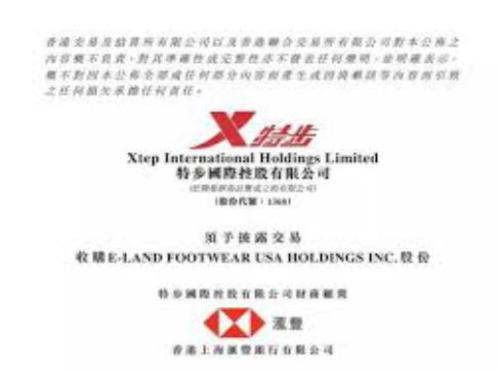 香港交易及結算所有限公司以及香港聯合交易所有限公司對本公佈之
內容概不負責,對其準確性或完整性亦不發表任何聲明,並明確表示,
概不對因本公佈全部或任何部分內容而產生或因倚賴該等內容而引致
之任何損失承擔任何責任。
特步
Xtep International Holdings Limited
特步國際控股有限公司
(股份代號:1368)
須予披露交易
收購E-LAND FOOTWEAR USA HOLDINGS INC.股份
特步國際控股有限公司財務顧問
滙豐
香港上海滙豐銀行有限公司